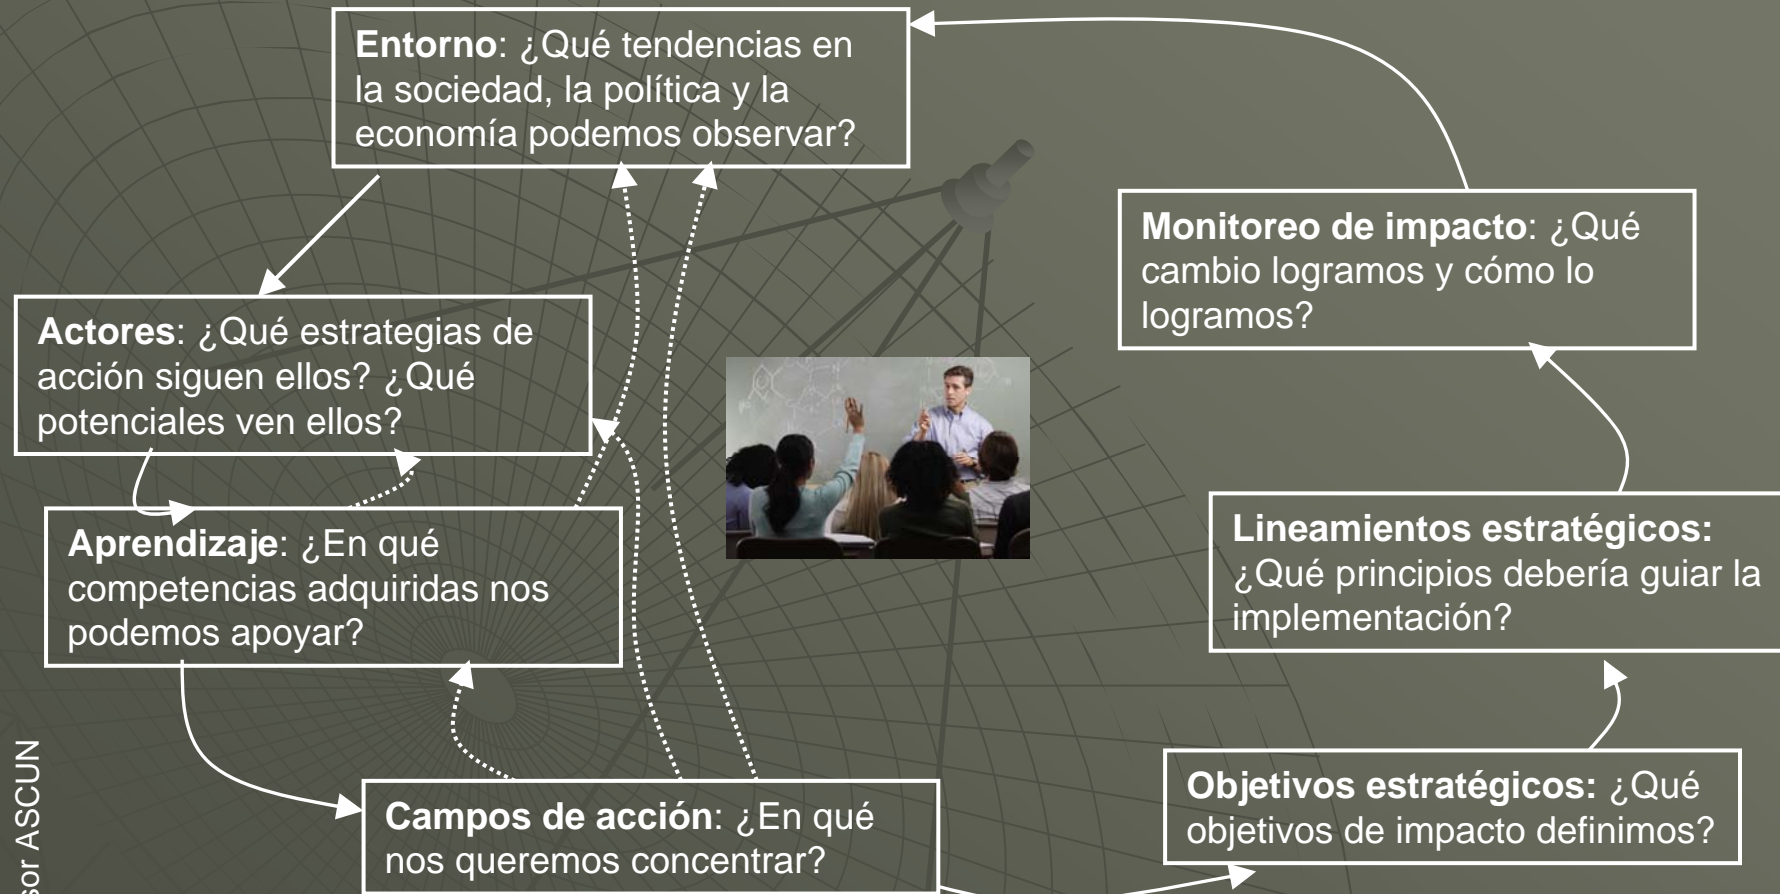 Entorno: ¿Qué tendencias en
la sociedad, la política y la
economía podemos observar?
Actores: ¿Qué estrategias de
acción siguen ellos? ¿Qué
potenciales ven ellos?
Aprendizaje: ¿En qué
competencias adquiridas nos
podemos apoyar?
Campos de acción: ¿En qué
nos queremos concentrar?
Objetivos estratégicos: ¿Qué
objetivos de impacto definimos?
Lineamientos estratégicos:
¿Qué principios debería guiar la
implementación?
Monitoreo de impacto: ¿Qué
cambio logramos y cómo lo
logramos?
ASCUN